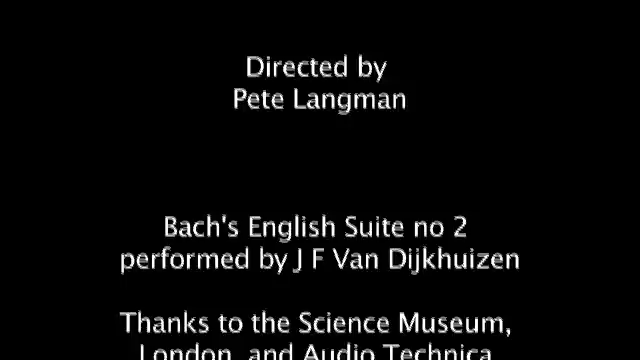 Directed by
Pete Langman
Bach's English Suite no 2
performed by J F Van Dijkhuizen
Thanks to the Science Museum,
London, and Audio Technica